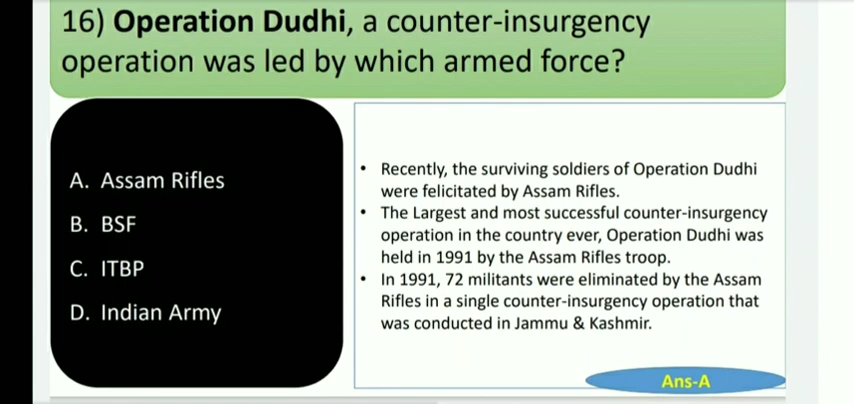 16) Operation Dudhi, a counter-insurgency
operation was led by which armed force?
A. Assam Rifles
B. BSF
C. ITBP
D. Indian Army
• Recently, the surviving soldiers of Operation Dudhi
were felicitated by Assam Rifles.
• The Largest and most successful counter-insurgency
operation in the country ever, Operation Dudhi was
held in 1991 by the Assam Rifles troop.
• In 1991, 72 militants were eliminated by the Assam
Rifles in a single counter-insurgency operation that
was conducted in Jammu & Kashmir.
Ans-A